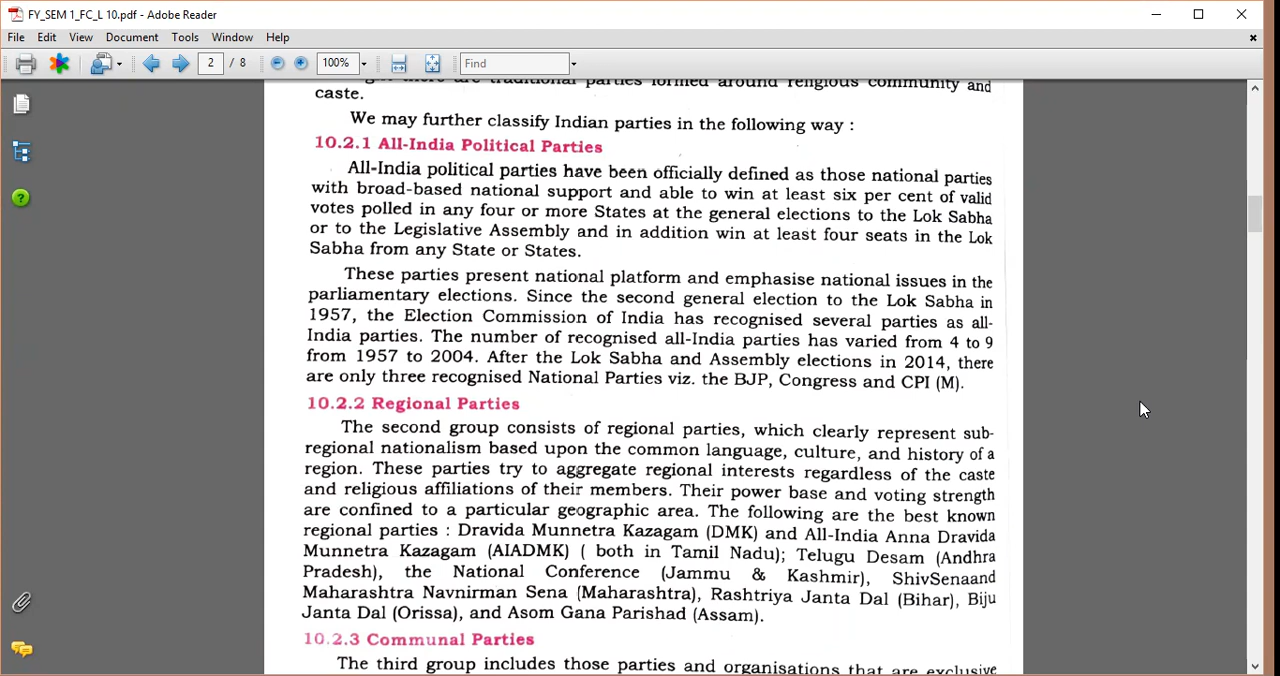 FY_SEM 1_FC_L 10.pdf - Adobe Reader
File Edit View Document Tools Window Help
2 / 8 100% Find
traditional parties formed around religious community and
caste.
We may further classify Indian parties in the following way :
10.2.1 All-India Political Parties
All-India political parties have been officially defined as those national parties
with broad-based national support and able to win at least six per cent of valid
votes polled in any four or more States at the general elections to the Lok Sabha
or to the Legislative Assembly and in addition win at least four seats in the Lok
Sabha from any State or States.
These parties present national platform and emphasise national issues in the
parliamentary elections. Since the second general election to the Lok Sabha in
1957, the Election Commission of India has recognised several parties as all-
India parties. The number of recognised all-India parties has varied from 4 to 9
from 1957 to 2004. After the Lok Sabha and Assembly elections in 2014, there
are only three recognised National Parties viz. the BJP, Congress and CPI (M).
10.2.2 Regional Parties
The second group consists of regional parties, which clearly represent sub-
regional nationalism based upon the common language, culture, and history of a
region. These parties try to aggregate regional interests regardless of the caste
and religious affiliations of their members. Their power base and voting strength
are confined to a particular geographic area. The following are the best known
regional parties : Dravida Munnetra Kazagam (DMK) and All-India Anna Dravida
Munnetra Kazagam (AIADMK) ( both in Tamil Nadu); Telugu Desam (Andhra
Pradesh), the National Conference (Jammu & Kashmir), ShivSenaand
Maharashtra Navnirman Sena (Maharashtra), Rashtriya Janta Dal (Bihar), Biju
Janta Dal (Orissa), and Asom Gana Parishad (Assam).
10.2.3 Communal Parties
The third group includes those parties and organisations that are exclusive